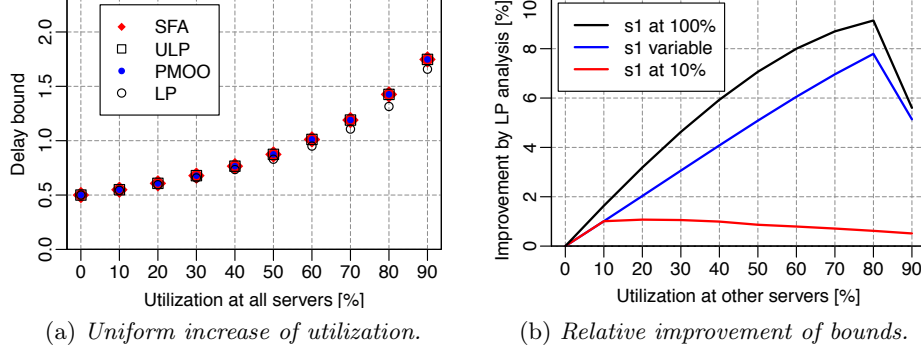 Delay bound
2.0
1.5
1.0
0.5
0.0
SFA
ULP
PMOO
LP
0 10 20 30 40 50 60 70 80 90
Utilization at all servers [%]
(a) Uniform increase of utilization.
Improvement by LP analysis [%]
10
8
6
4
2
0
s1 at 100%
s1 variable
s1 at 10%
0 10 20 30 40 50 60 70 80 90
Utilization at other servers [%]
(b) Relative improvement of bounds.